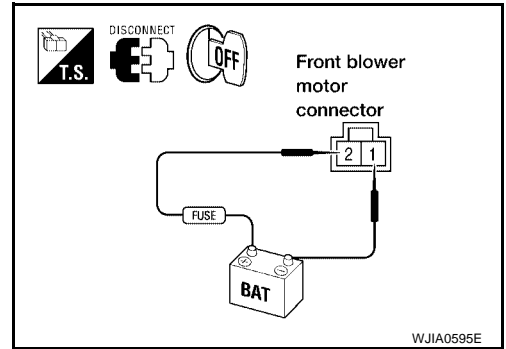 DISCONNECT
T.S.
OFF
Front blower
motor
connector
2 1
FUSE
BAT
WJIA0595E